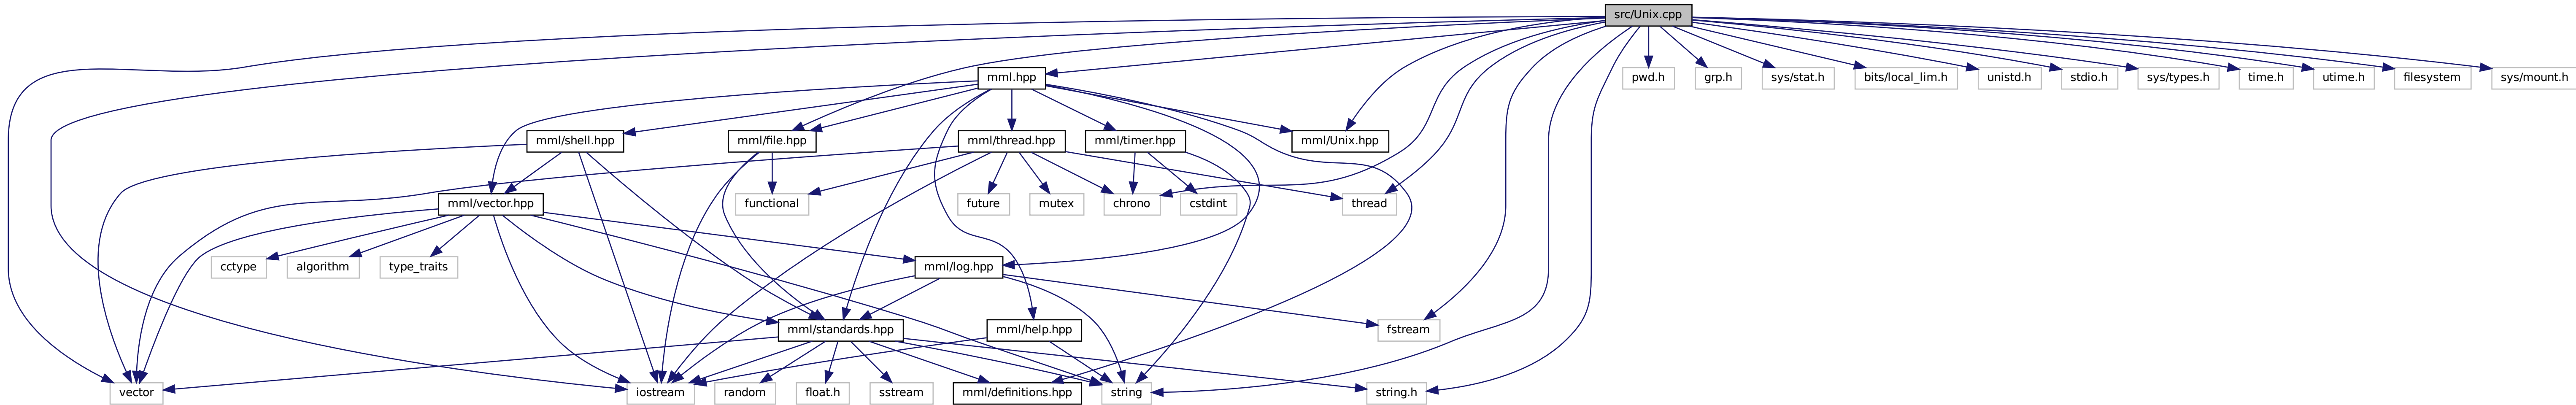 src/Unix.cpp
mml.hpp
pwd.h
grp.h
sys/stat.h
bits/local_lim.h
unistd.h
stdio.h
sys/types.h
time.h
utime.h
filesystem
sys/mount.h
mml/shell.hpp
mml/file.hpp
mml/thread.hpp
mml/timer.hpp
mml/Unix.hpp
mml/vector.hpp
functional
future
mutex
chrono
cstdint
thread
cctype
algorithm
type_traits
mml/log.hpp
mml/standards.hpp
mml/help.hpp
fstream
vector
iostream
random
float.h
sstream
mml/definitions.hpp
string
string.h